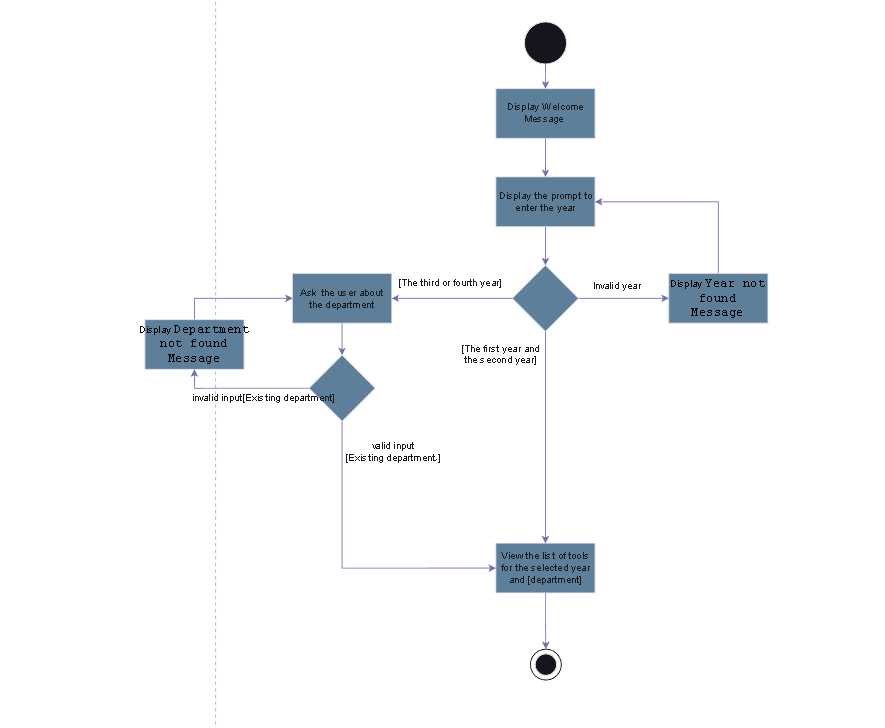 Display Welcome
Message
Display the prompt to
enter the year
[The third or fourth year]
Invalid year
Ask the user about
the department
Display Year not
found
Message
Display Department
not found
Message
[The first year and
the second year]
invalid input[Existing department]
valid input
[Existing department.]
View the list of tools
for the selected year
and [department]